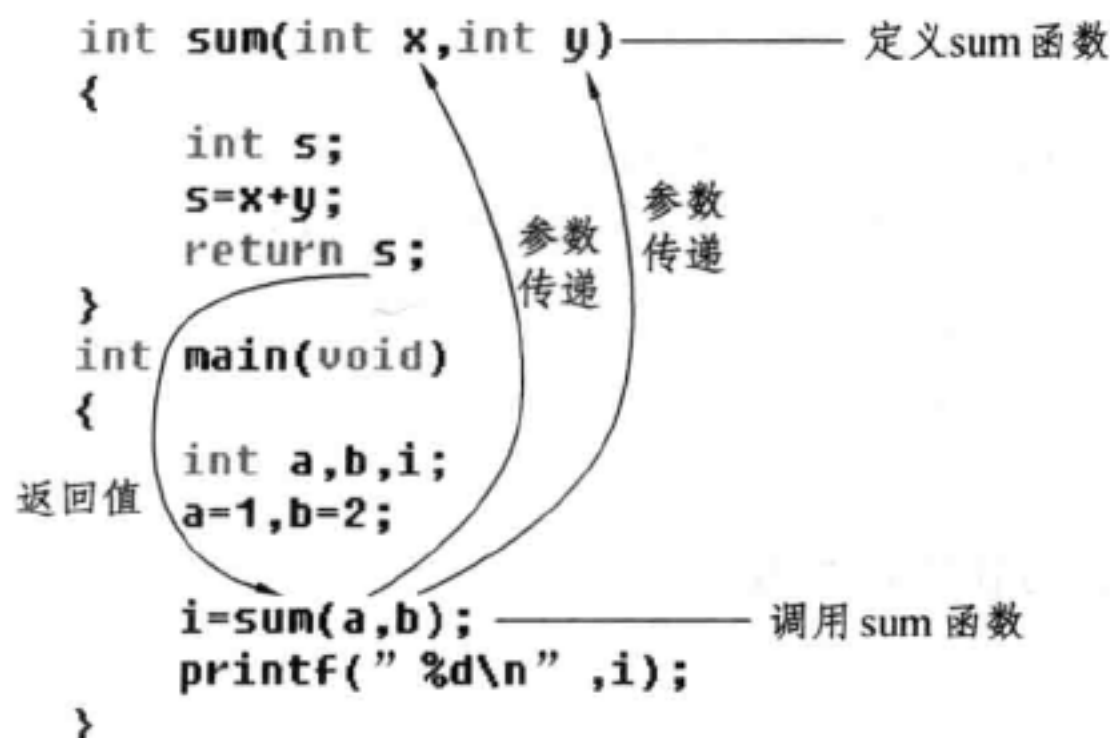 int sum(int x,int y) 定义sum 函数
{
int s;
s=x+y;
return s;
}
参数
传递
参数
传递
int main(void)
{
int a,b,i;
a=1,b=2;
返回值
i=sum(a,b); 调用 sum 函数
printf(” %d\n” ,i);
}